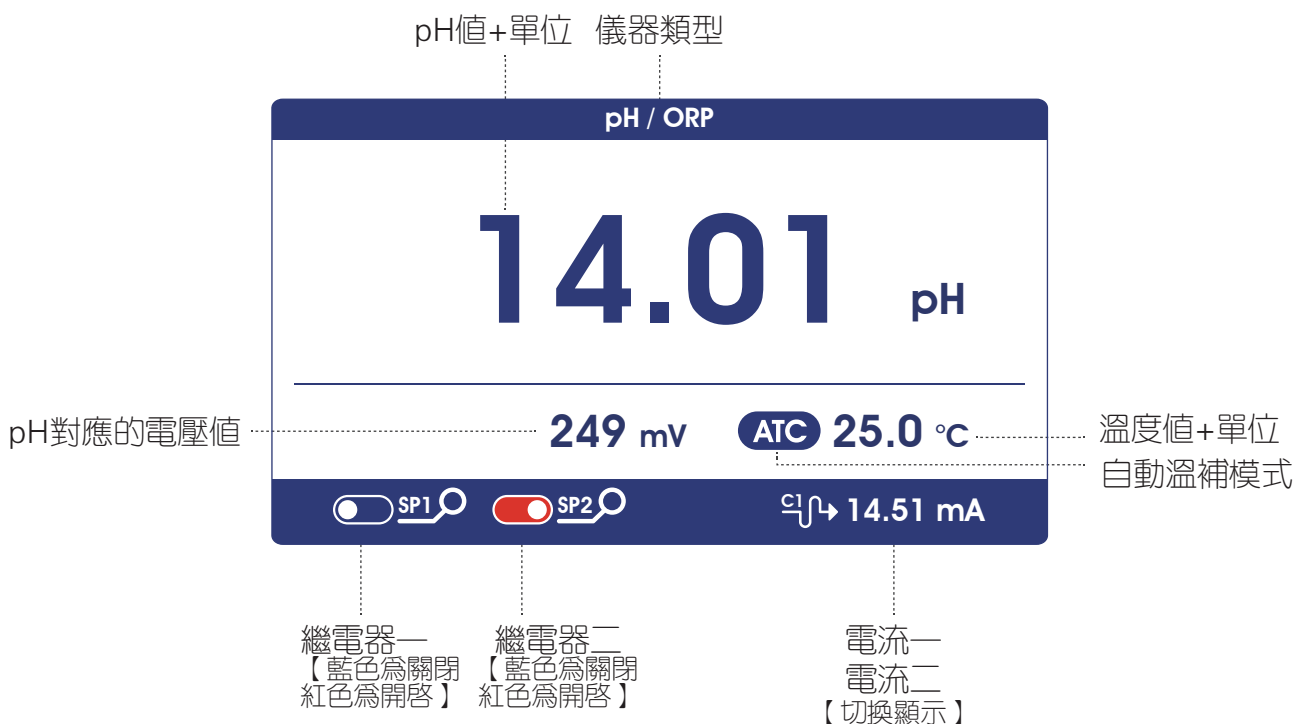 pH值+單位 儀器類型
pH / ORP
14.01 pH
pH對應的電壓值
249 mV ATC 25.0 °C
溫度值+單位
自動溫補模式
SP1 SP2 C1 14.51 mA
繼電器一
【藍色爲關閉
紅色爲開啓】
繼電器二
【藍色爲關閉
紅色爲開啓】
電流一
電流二
【切換顯示】